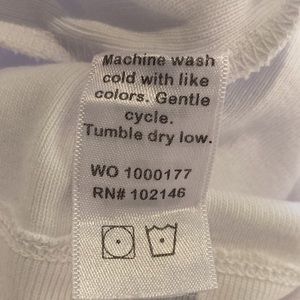 Machine wash
cold with like
colors. Gentle
cycle.
Tumble dry low.
WO 1000177
RN# 102146